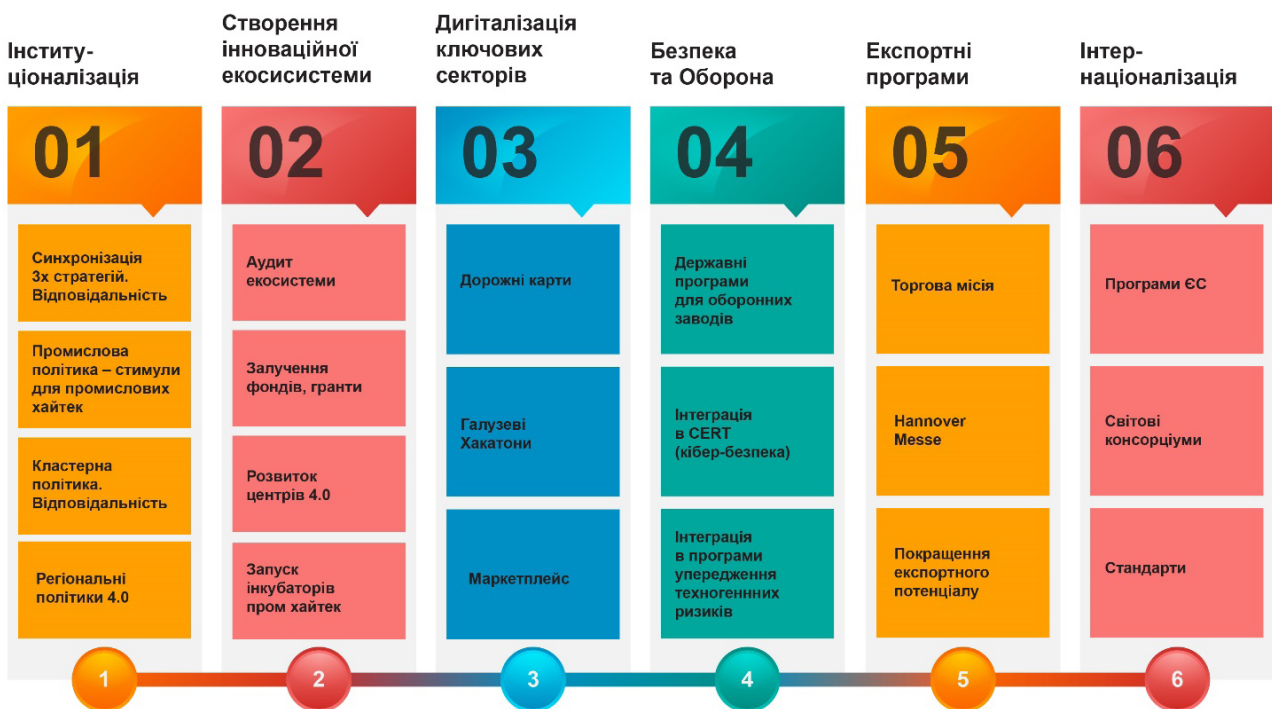 Інститу-
ціоналізація
01
Синхронізація
3х стратегій.
Відповідальність
Промислова
політика – стимули
для промислових
хайтек
Кластерна
політика.
Відповідальність
Регіональні
політики 4.0
1
Створення
інноваційної
екосисистеми
02
Аудит
екосистеми
Залучення
фондів, гранти
Розвиток
центрів 4.0
Запуск
інкубаторів
пром хайтек
2
Дигіталізація
ключових
секторів
03
Дорожні карти
Галузеві
Хакатони
Маркетплейс
3
Безпека
та Оборона
04
Державні
програми
для оборонних
заводів
Інтеграція
в CERT
(кібер-безпека)
Інтеграція
в програми
упередження
техногеннних
ризиків
4
Експортні
програми
05
Торгова місія
Hannover
Messe
Покращення
експортного
потенціалу
5
Інтер-
націоналізація
06
Програми ЄС
Світові
консорціуми
Стандарти
6